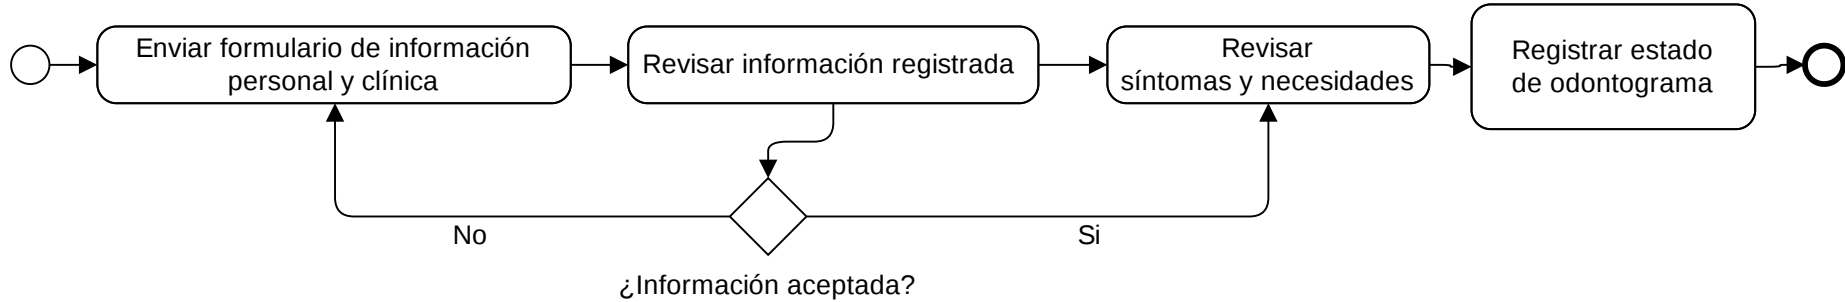 Enviar formulario de información
personal y clínica
Revisar información registrada
Revisar
síntomas y necesidades
Registrar estado
de odontograma
No
Si
¿Información aceptada?